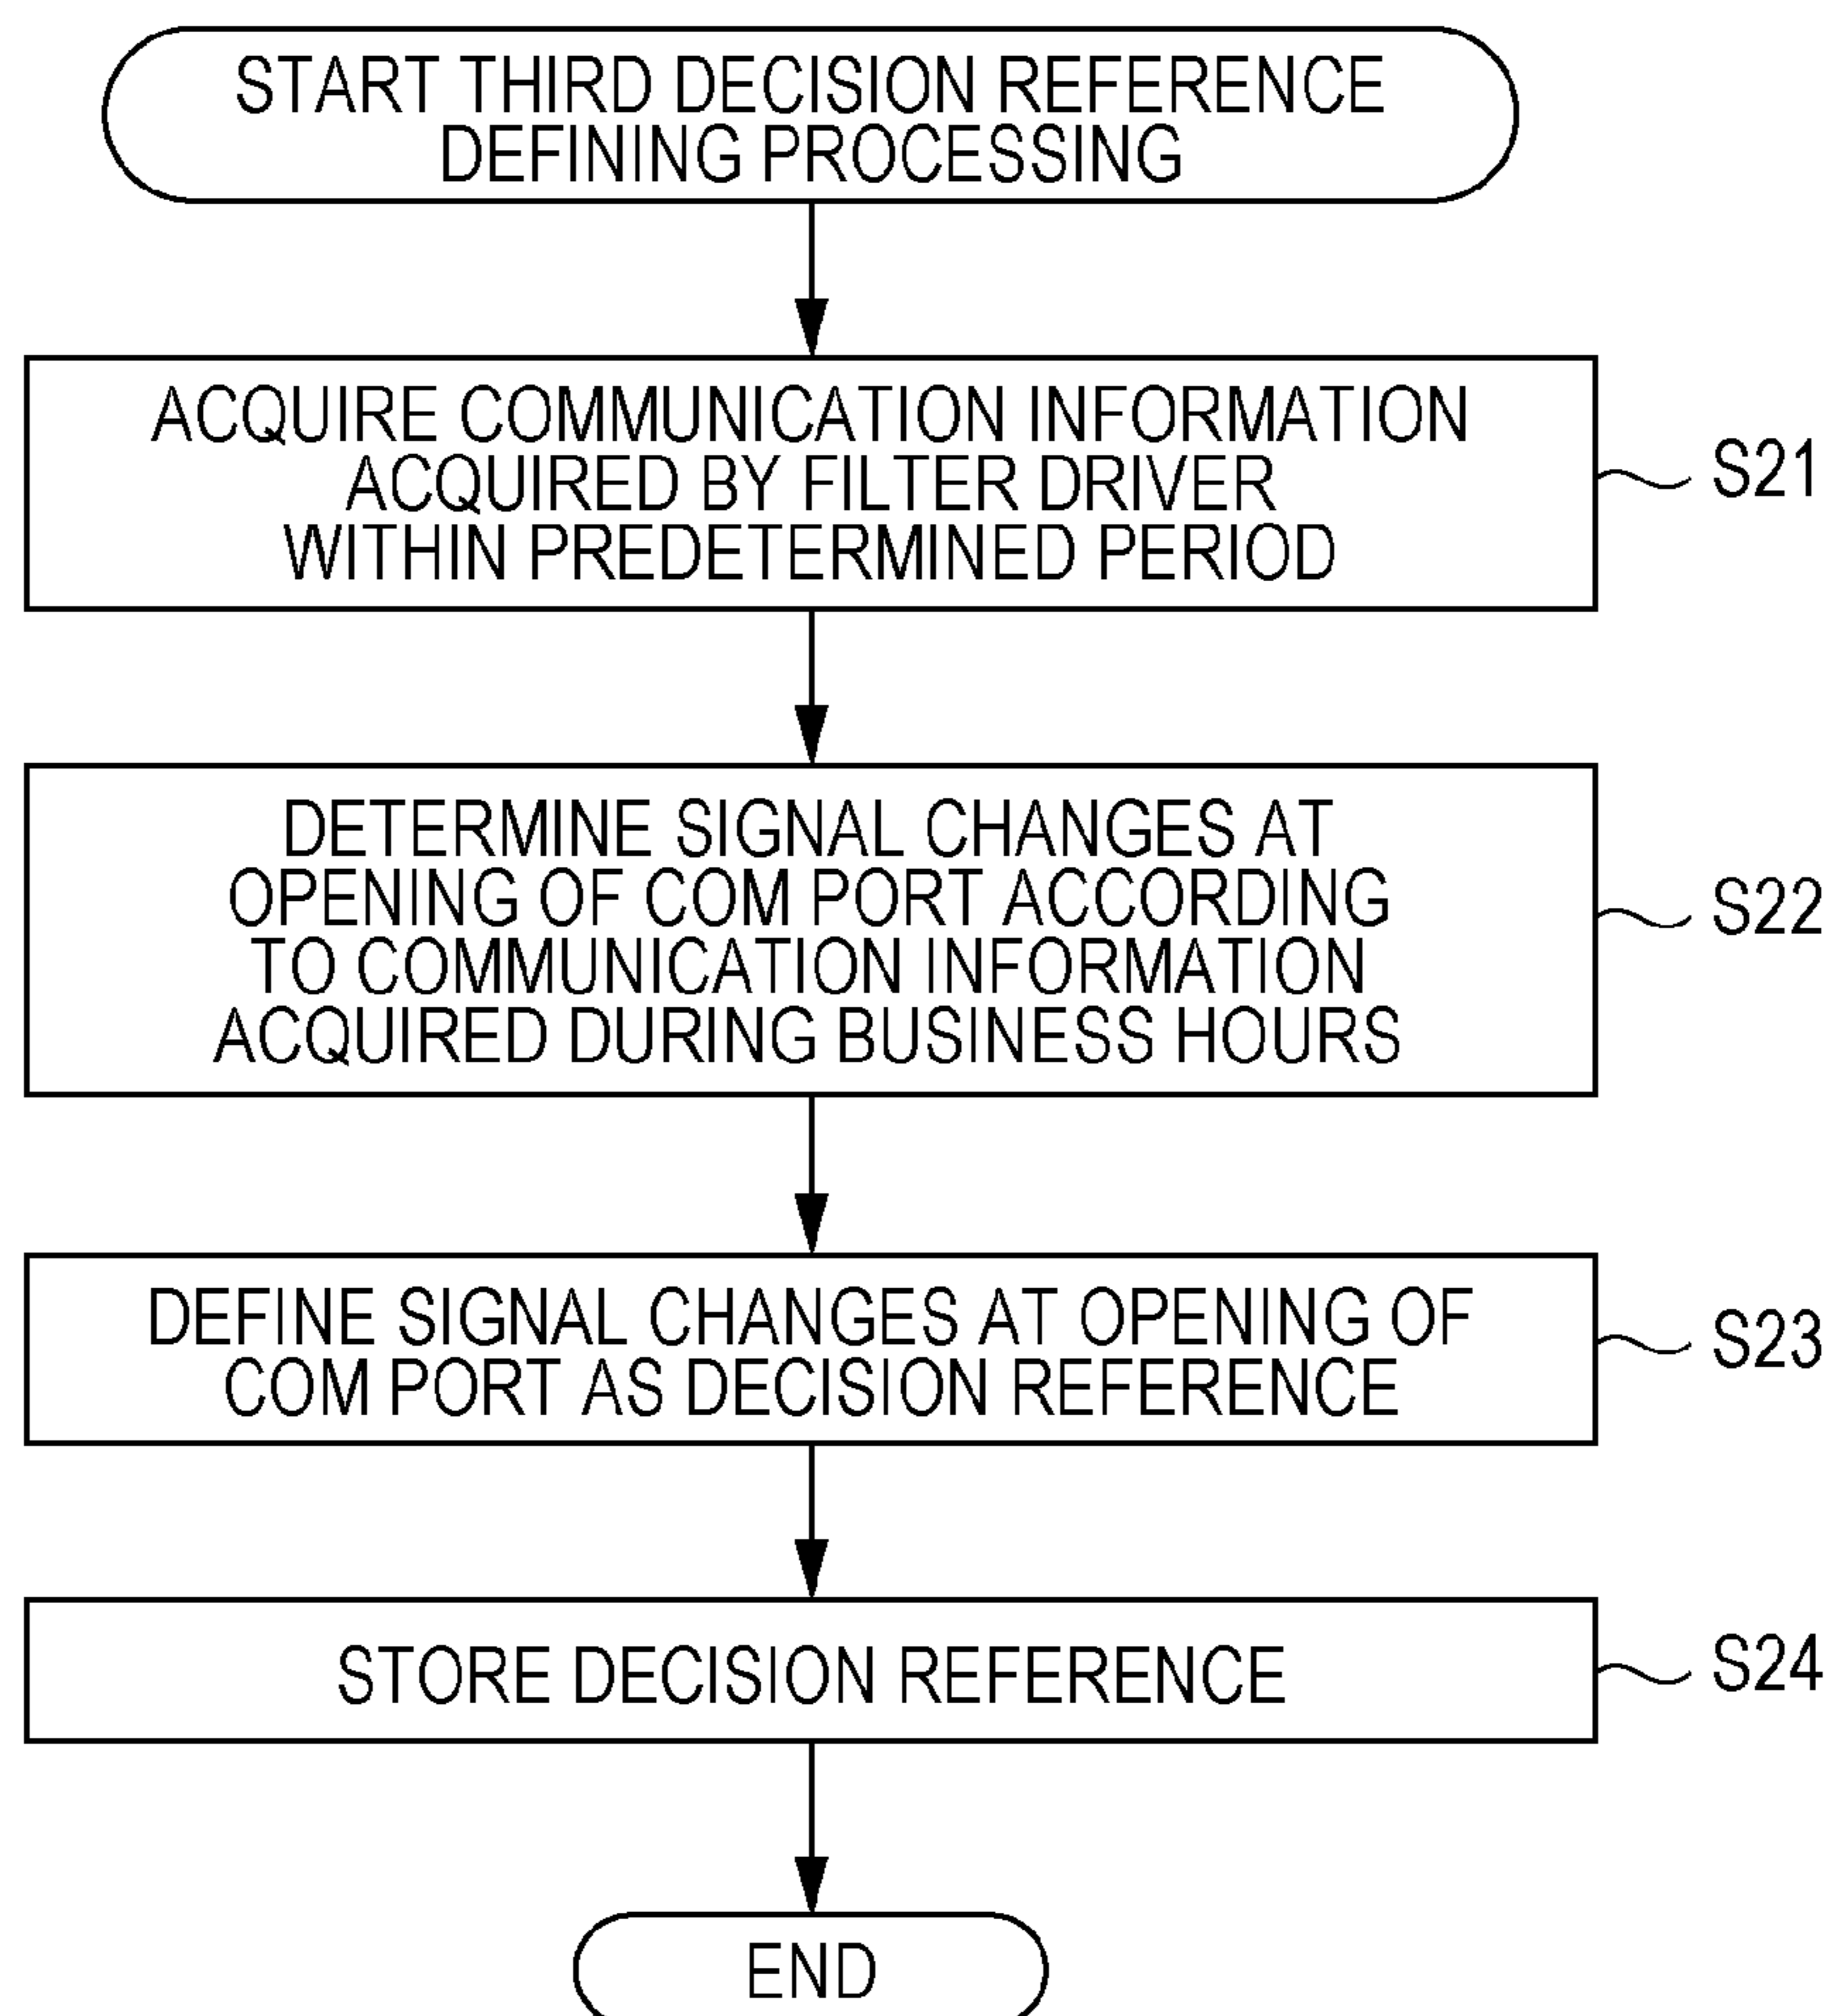 START THIRD DECISION REFERENCE
DEFINING PROCESSING
ACQUIRE COMMUNICATION INFORMATION
ACQUIRED BY FILTER DRIVER
WITHIN PREDETERMINED PERIOD
S21
DETERMINE SIGNAL CHANGES AT
OPENING OF COM PORT ACCORDING
TO COMMUNICATION INFORMATION
ACQUIRED DURING BUSINESS HOURS
S22
DEFINE SIGNAL CHANGES AT OPENING OF
COM PORT AS DECISION REFERENCE
S23
STORE DECISION REFERENCE
S24
END